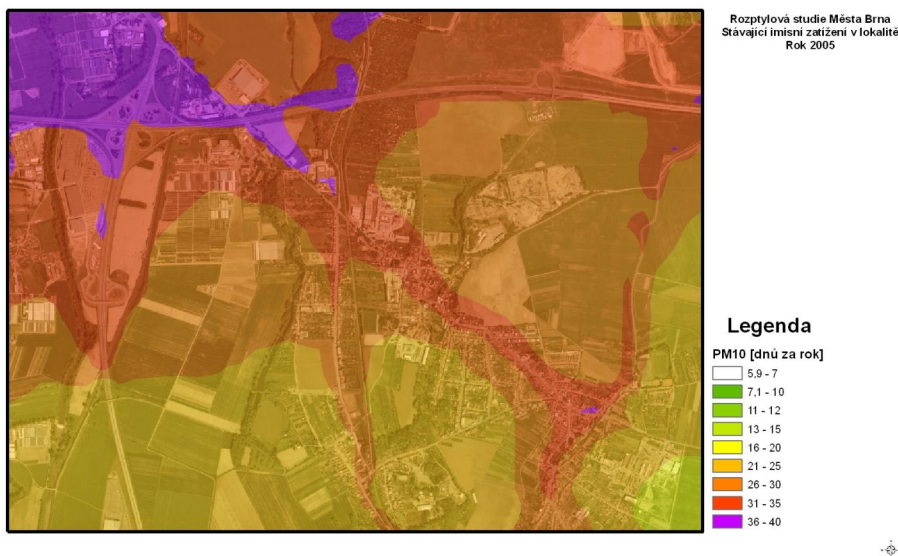 Rozptylová studie Města Brna
Stávající imisní zatížení v lokalitě
Rok 2005
Legenda
PM10 [dnů za rok]
5,9 - 7
7,1 - 10
11 - 12
13 - 15
16 - 20
21 - 25
26 - 30
31 - 35
36 - 40